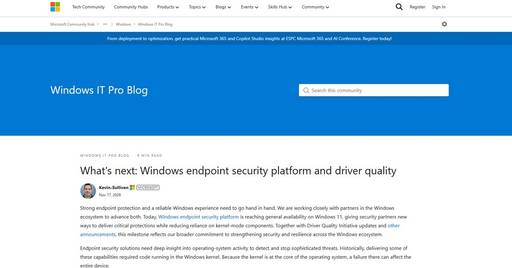 Microsoft
Tech Community Community Hubs Products Topics Blogs Events Skills Hub Community Register Sign In
Microsoft Community Hub > ··· > Windows > Windows IT Pro Blog
From deployment to optimization, get practical Microsoft 365 and Copilot Studio insights at ESPC Microsoft 365 and AI Conference. Register today!
Windows IT Pro Blog
Search this community
WINDOWS IT PRO BLOG 4 MIN READ
What's next: Windows endpoint security platform and driver quality
Kevin-Sullivan MICROSOFT
Nov 17,
Strong endpoint protection and a reliable Windows experience need to go hand in hand. We are working closely with partners in the Windows
ecosystem to advance both. Today, Windows endpoint security platform is reaching general availability on Windows 11, giving security partners new
ways to deliver critical protections while reducing reliance on kernel-mode components. Together with Driver Quality Initiative updates and other
announcements, this milestone reflects our broader commitment to strengthening security and resilience across the Windows ecosystem.
Endpoint security solutions need deep insight into operating-system activity to detect and stop sophisticated threats. Historically, delivering some of
these capabilities required code running in the Windows kernel. Because the kernel is at the core of the operating system, a failure there can affect the
entire device.